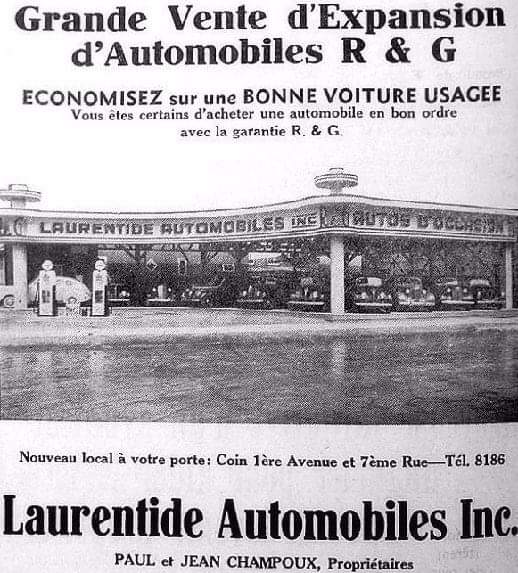 Grande Vente d'Expansion
d'Automobiles R & G
ECONOMISEZ sur une BONNE VOITURE USAGEE
Vous êtes certains d'acheter une automobile en bon ordre
avec la garantie R. & G.
LAURENTIDE AUTOMOBILES INC
AUTOS D'OCCASION
Nouveau local à votre porte: Coin 1ère Avenue et 7ème Rue—Tél. 8186
Laurentide Automobiles Inc.
PAUL et JEAN CHAMPOUX, Propriétaires